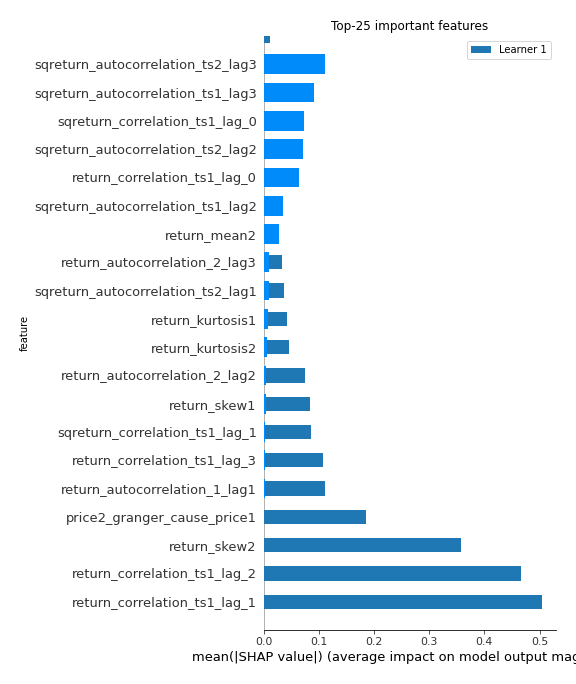 Top-25 important features
Learner 1
sqreturn_autocorrelation_ts2_lag3
sqreturn_autocorrelation_ts1_lag3
sqreturn_correlation_ts1_lag_0
sqreturn_autocorrelation_ts2_lag2
return_correlation_ts1_lag_0
sqreturn_autocorrelation_ts1_lag2
return_mean2
return_autocorrelation_2_lag3
sqreturn_autocorrelation_ts2_lag1
return_kurtosis1
return_kurtosis2
return_autocorrelation_2_lag2
return_skew1
sqreturn_correlation_ts1_lag_1
return_correlation_ts1_lag_3
return_autocorrelation_1_lag1
price2_granger_cause_price1
return_skew2
return_correlation_ts1_lag_2
return_correlation_ts1_lag_1
feature
0.0 0.1 0.2 0.3 0.4 0.5
mean(|SHAP value|) (average impact on model output mag